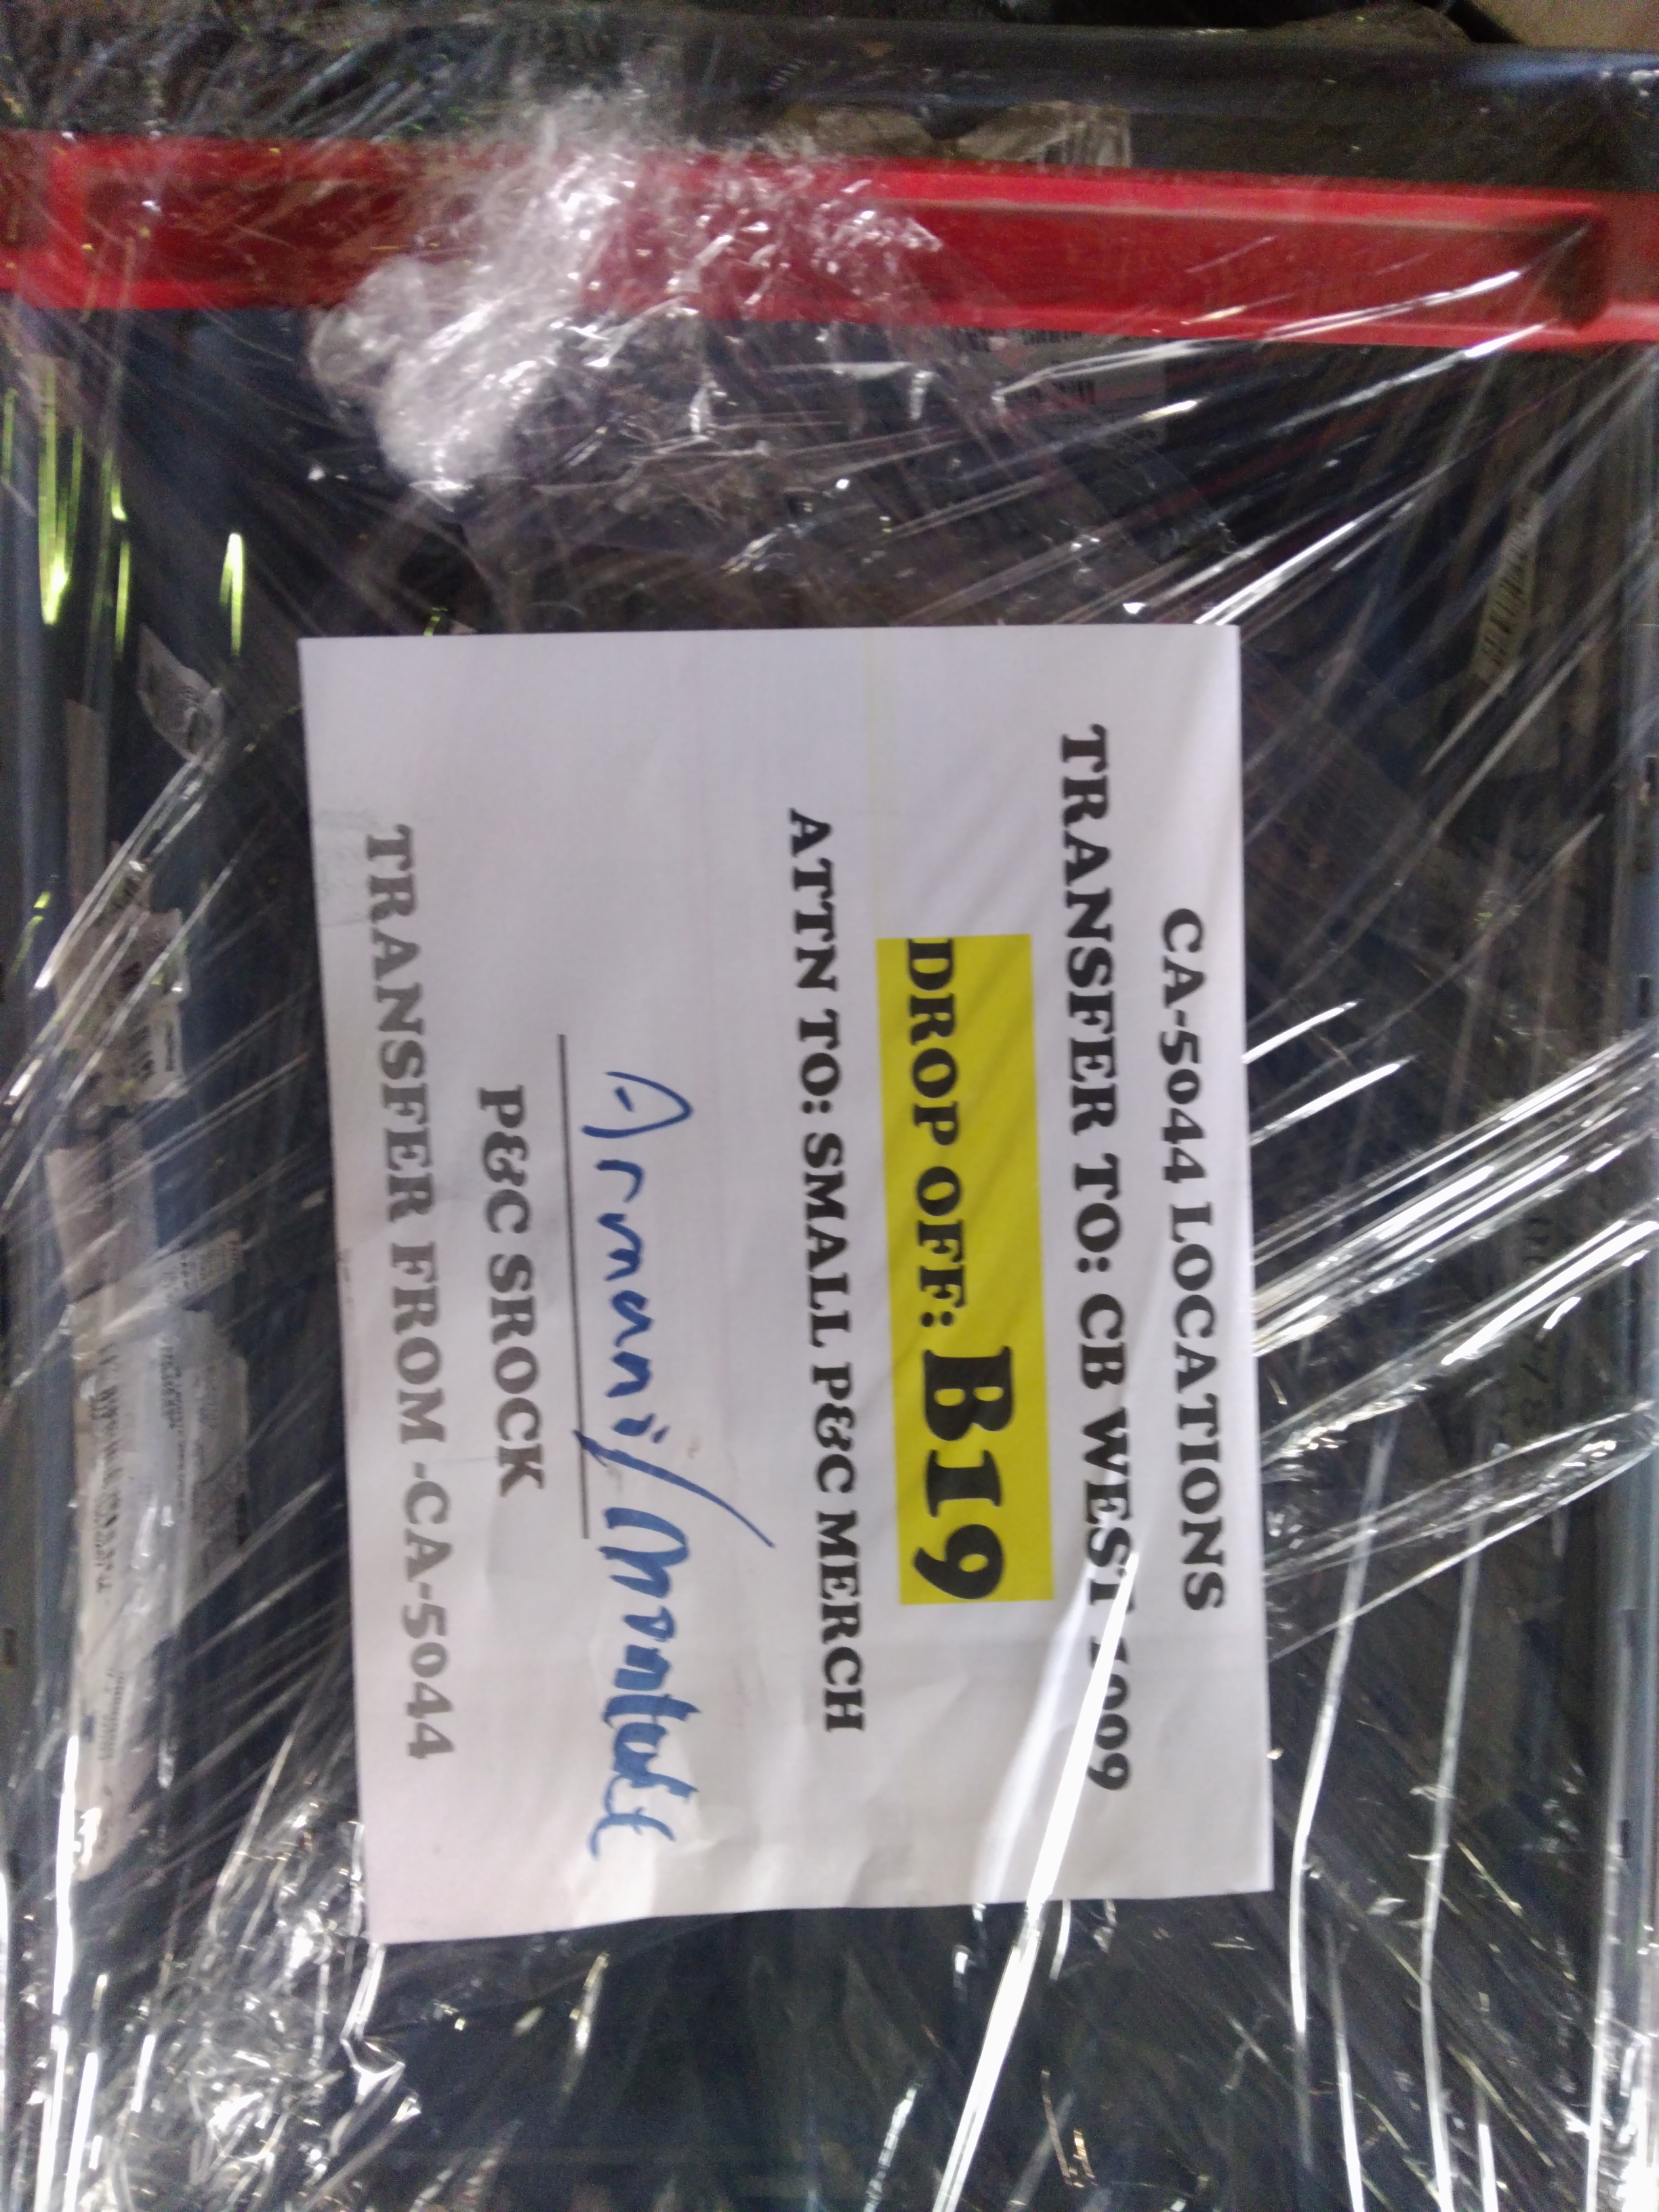 CA-5044 LOCATIONS
TRANSFER TO: CB WEST 1009
DROP OFF: B19
ATTN TO: SMALL P&C MERCH
Armani/
P&C SROCK
TRANSFER FROM -CA-5044